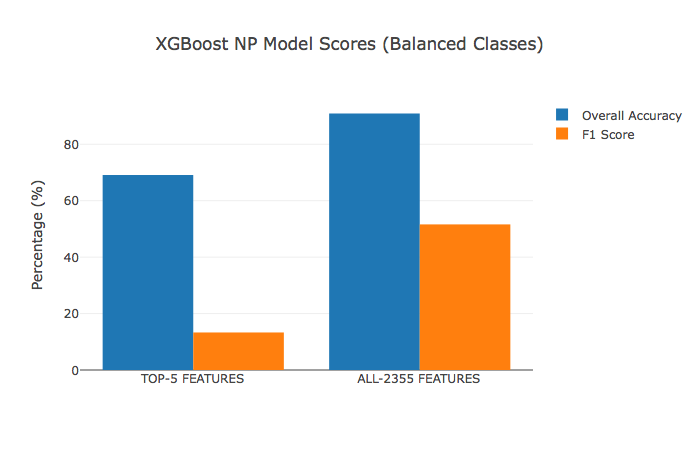 XGBoost NP Model Scores (Balanced Classes)
Overall Accuracy
F1 Score
Percentage (%)
80
60
40
20
0
TOP-5 FEATURES
ALL-2355 FEATURES